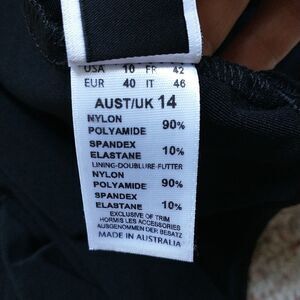 USA 10 FR 42
EUR 40 IT 46
AUST/UK 14
NYLON
POLYAMIDE 90%
SPANDEX
ELASTANE 10%
LINING-DOUBLURE-FUTTER
NYLON
POLYAMIDE 90%
SPANDEX
ELASTANE 10%
EXCLUSIVE OF TRIM
HORMIS LES ACCESSOIRES
AUSGENOMMEN DER BESATZ
MADE IN AUSTRALIA